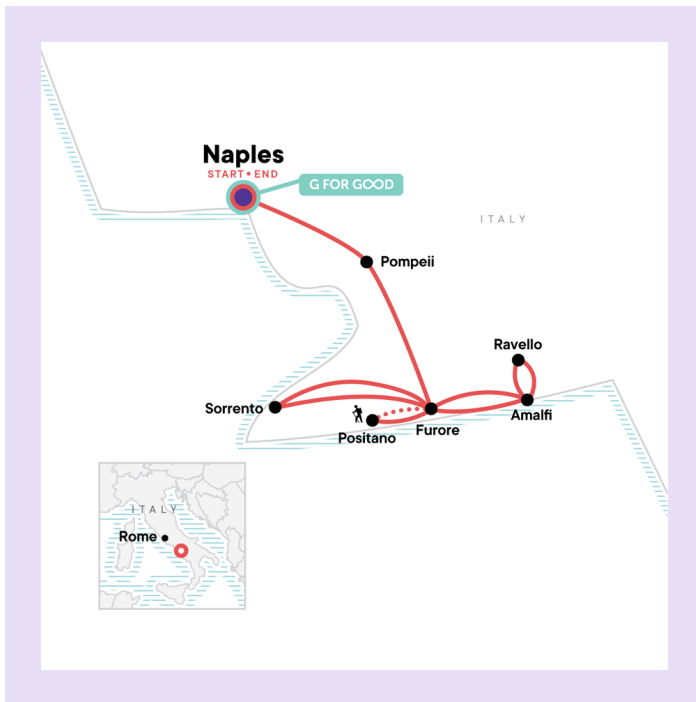 Naples
START • END
G FOR GOOD
ITALY
Pompeii
Ravello
Sorrento
Amalfi
Furore
Positano
ITALY
Rome